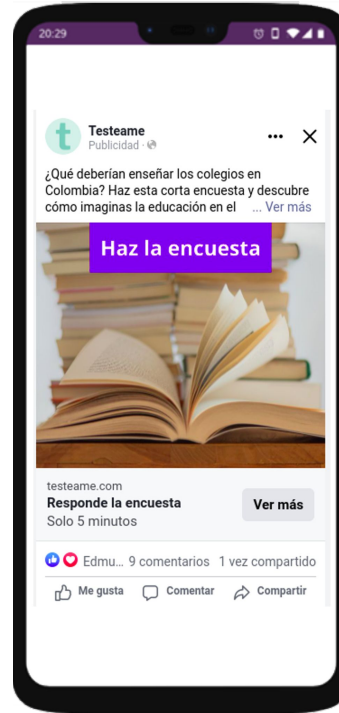 20:29
Testeame
Publicidad ·
¿Qué deberían enseñar los colegios en
Colombia? Haz esta corta encuesta y descubre
cómo imaginas la educación en el ... Ver más
Haz la encuesta
testeame.com
Responde la encuesta
Solo 5 minutos
Ver más
Edmu... 9 comentarios 1 vez compartido
Me gusta Comentar Compartir